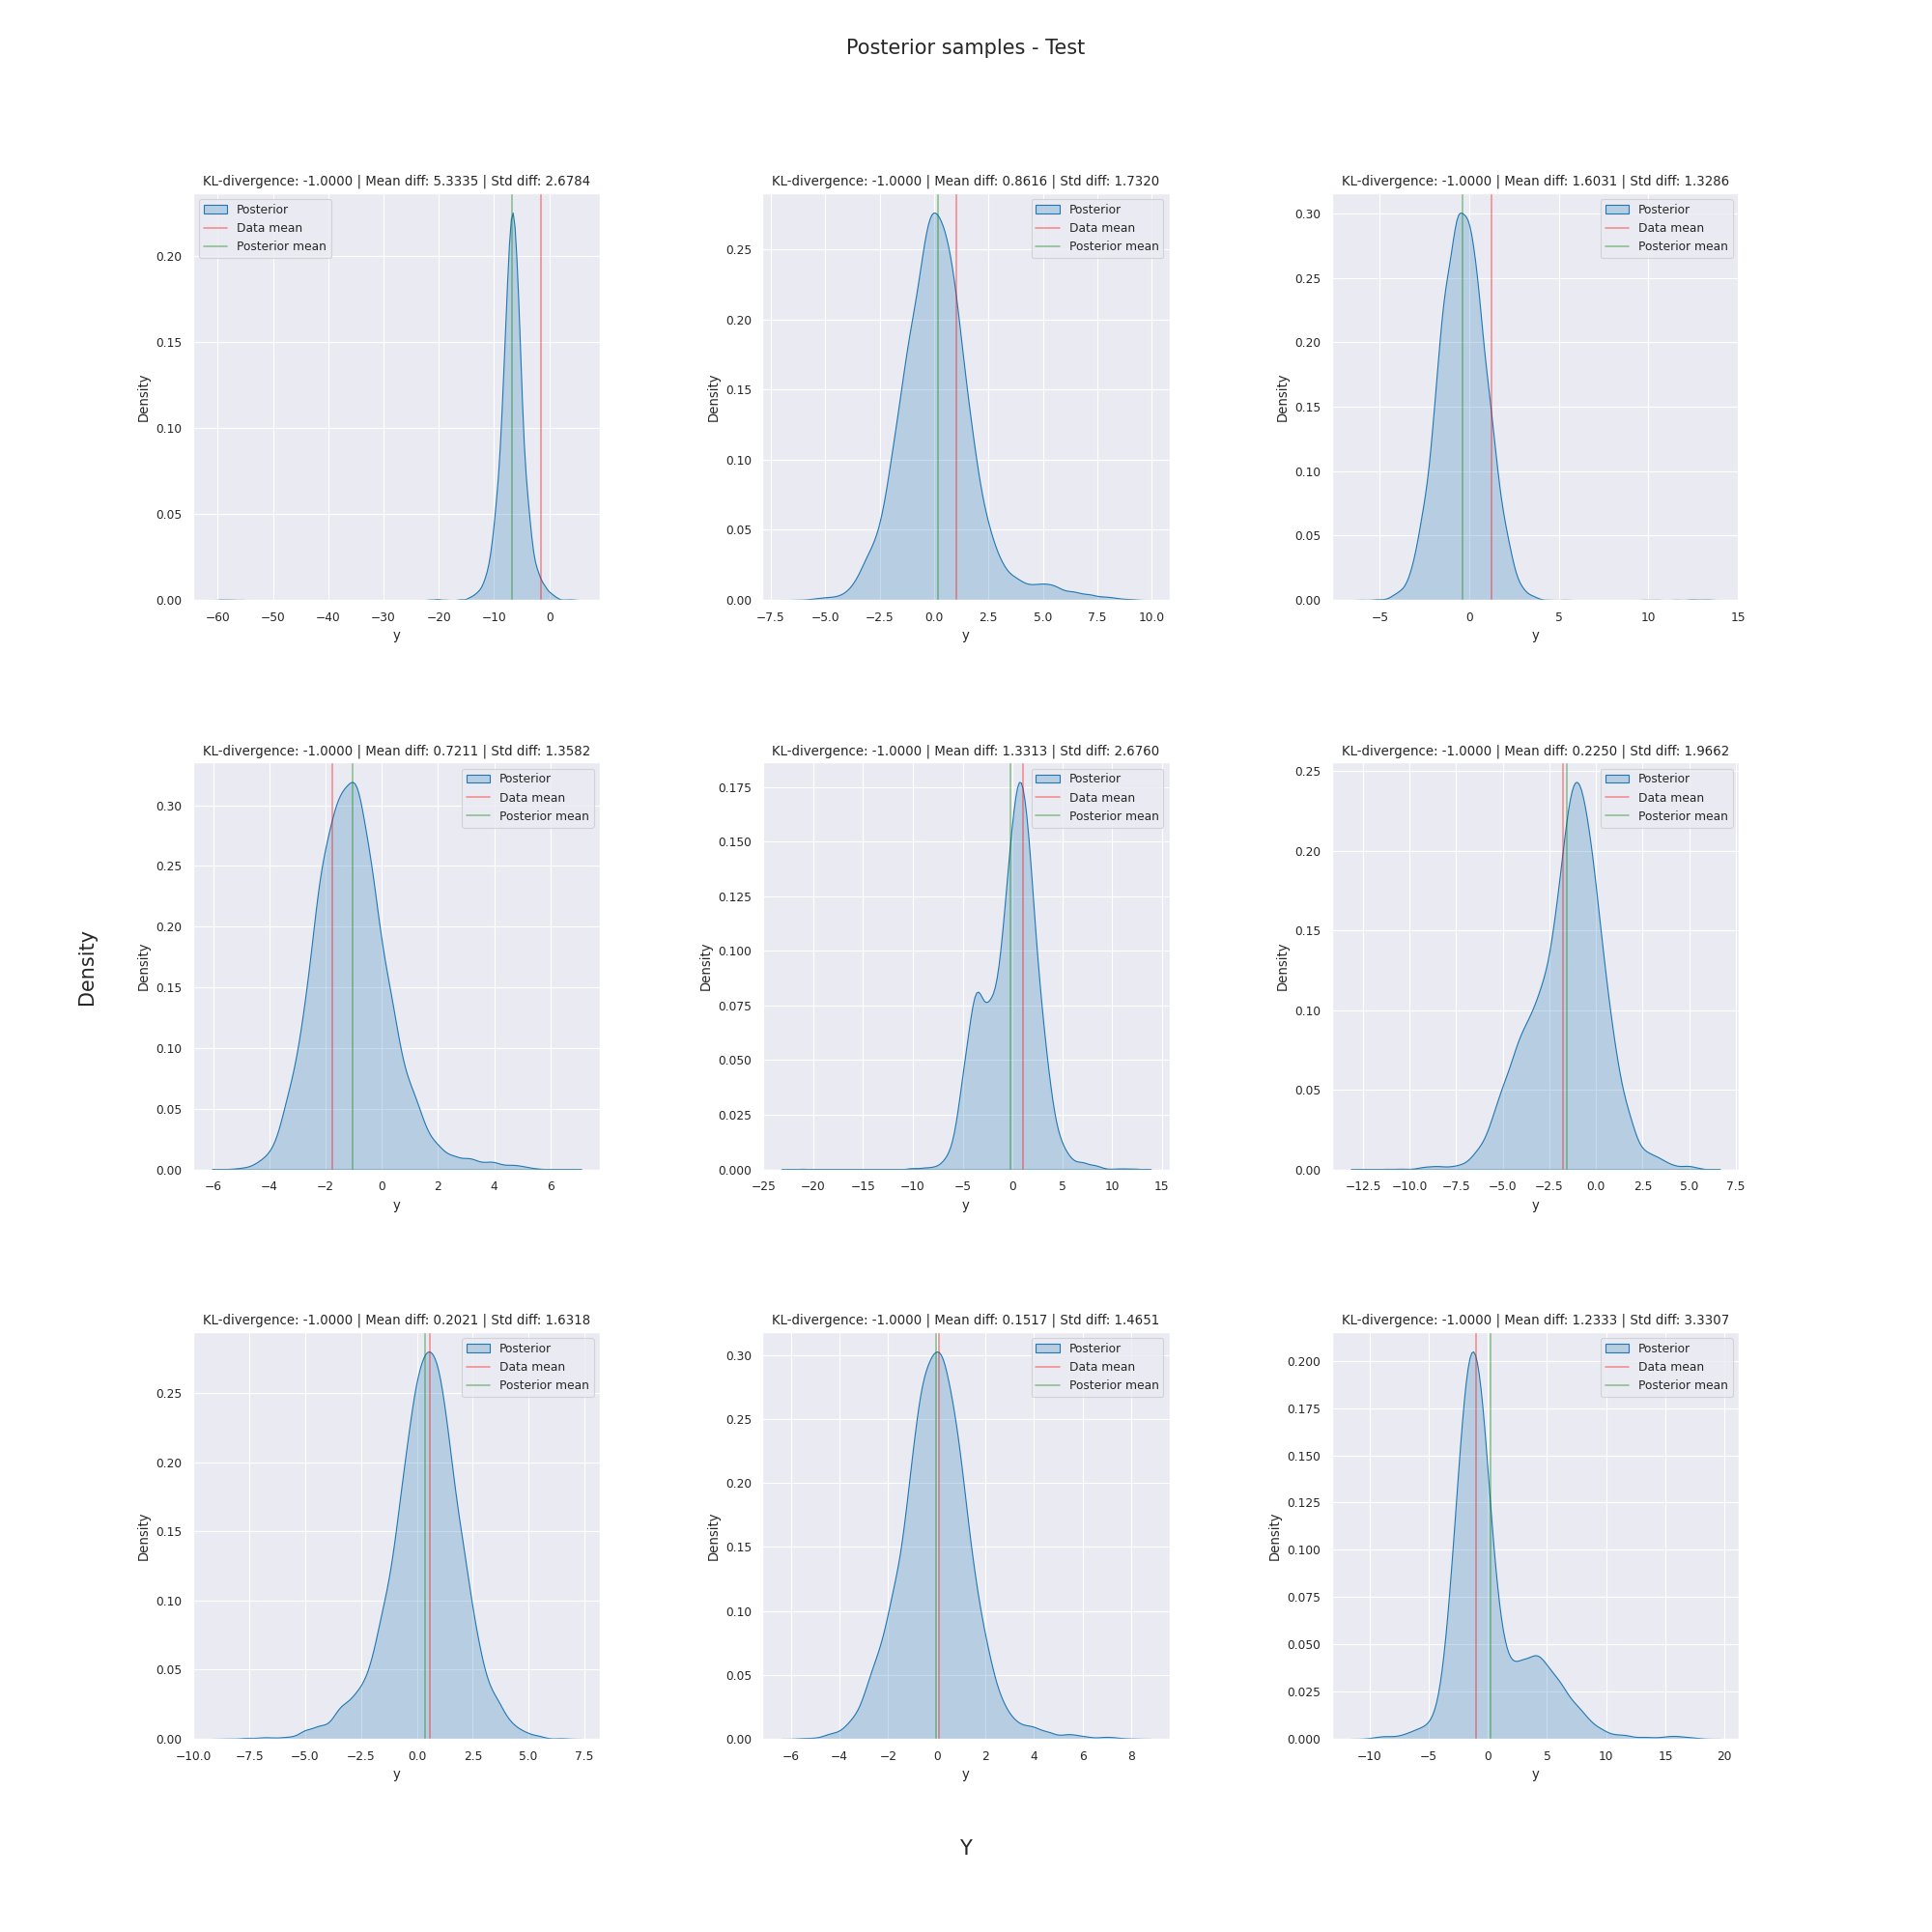 Posterior samples - Test
KL-divergence: -1.0000 | Mean diff: 5.3335 | Std diff: 2.6784
Posterior
Data mean
Posterior mean
0.20
0.15
0.10
0.05
0.00
Density
−60
−50
−40
−30
−20
−10
0
y
KL-divergence: -1.0000 | Mean diff: 0.8616 | Std diff: 1.7320
Posterior
Data mean
Posterior mean
0.25
0.20
0.15
0.10
0.05
0.00
Density
−7.5
−5.0
−2.5
0.0
2.5
5.0
7.5
10.0
y
KL-divergence: -1.0000 | Mean diff: 1.6031 | Std diff: 1.3286
Posterior
Data mean
Posterior mean
0.30
0.25
0.20
0.15
0.10
0.05
0.00
Density
−5
0
5
10
15
y
KL-divergence: -1.0000 | Mean diff: 0.7211 | Std diff: 1.3582
Posterior
Data mean
Posterior mean
0.30
0.25
0.20
0.15
0.10
0.05
0.00
Density
Density
−6
−4
−2
0
2
4
6
y
KL-divergence: -1.0000 | Mean diff: 1.3313 | Std diff: 2.6760
Posterior
Data mean
Posterior mean
0.175
0.150
0.125
0.100
0.075
0.050
0.025
0.000
Density
−25
−20
−15
−10
−5
0
5
10
15
y
KL-divergence: -1.0000 | Mean diff: 0.2250 | Std diff: 1.9662
Posterior
Data mean
Posterior mean
0.25
0.20
0.15
0.10
0.05
0.00
Density
−12.5
−10.0
−7.5
−5.0
−2.5
0.0
2.5
5.0
7.5
y
KL-divergence: -1.0000 | Mean diff: 0.2021 | Std diff: 1.6318
Posterior
Data mean
Posterior mean
0.25
0.20
0.15
0.10
0.05
0.00
Density
−10.0
−7.5
−5.0
−2.5
0.0
2.5
5.0
7.5
y
KL-divergence: -1.0000 | Mean diff: 0.1517 | Std diff: 1.4651
Posterior
Data mean
Posterior mean
0.30
0.25
0.20
0.15
0.10
0.05
0.00
Density
−6
−4
−2
0
2
4
6
8
y
KL-divergence: -1.0000 | Mean diff: 1.2333 | Std diff: 3.3307
Posterior
Data mean
Posterior mean
0.200
0.175
0.150
0.125
0.100
0.075
0.050
0.025
0.000
Density
−10
−5
0
5
10
15
20
y
Y